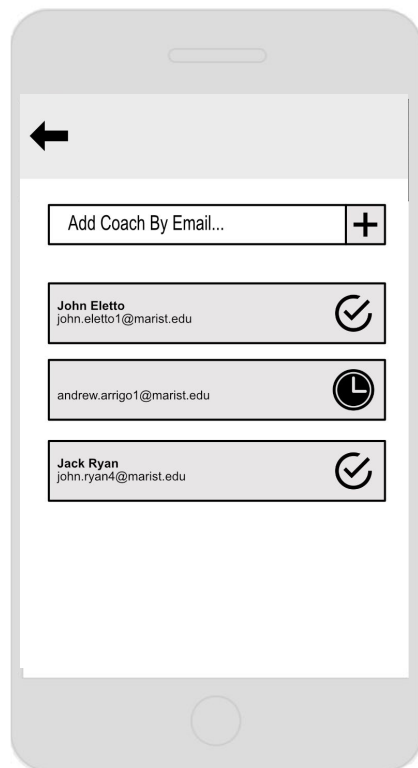 Add Coach By Email...
John Eletto
john.eletto1@marist.edu
andrew.arrigo1@marist.edu
Jack Ryan
john.ryan4@marist.edu